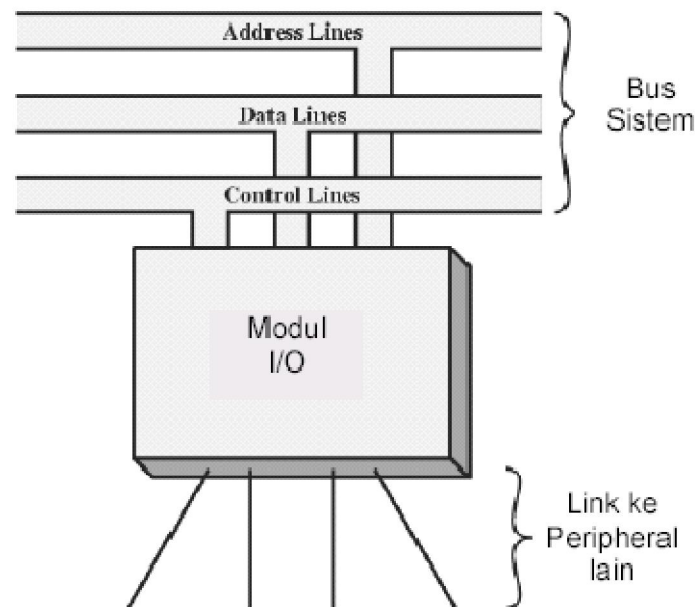 Address Lines
Bus
Sistem
Data Lines
Control Lines
Modul
I/O
Link ke
Peripheral
lain